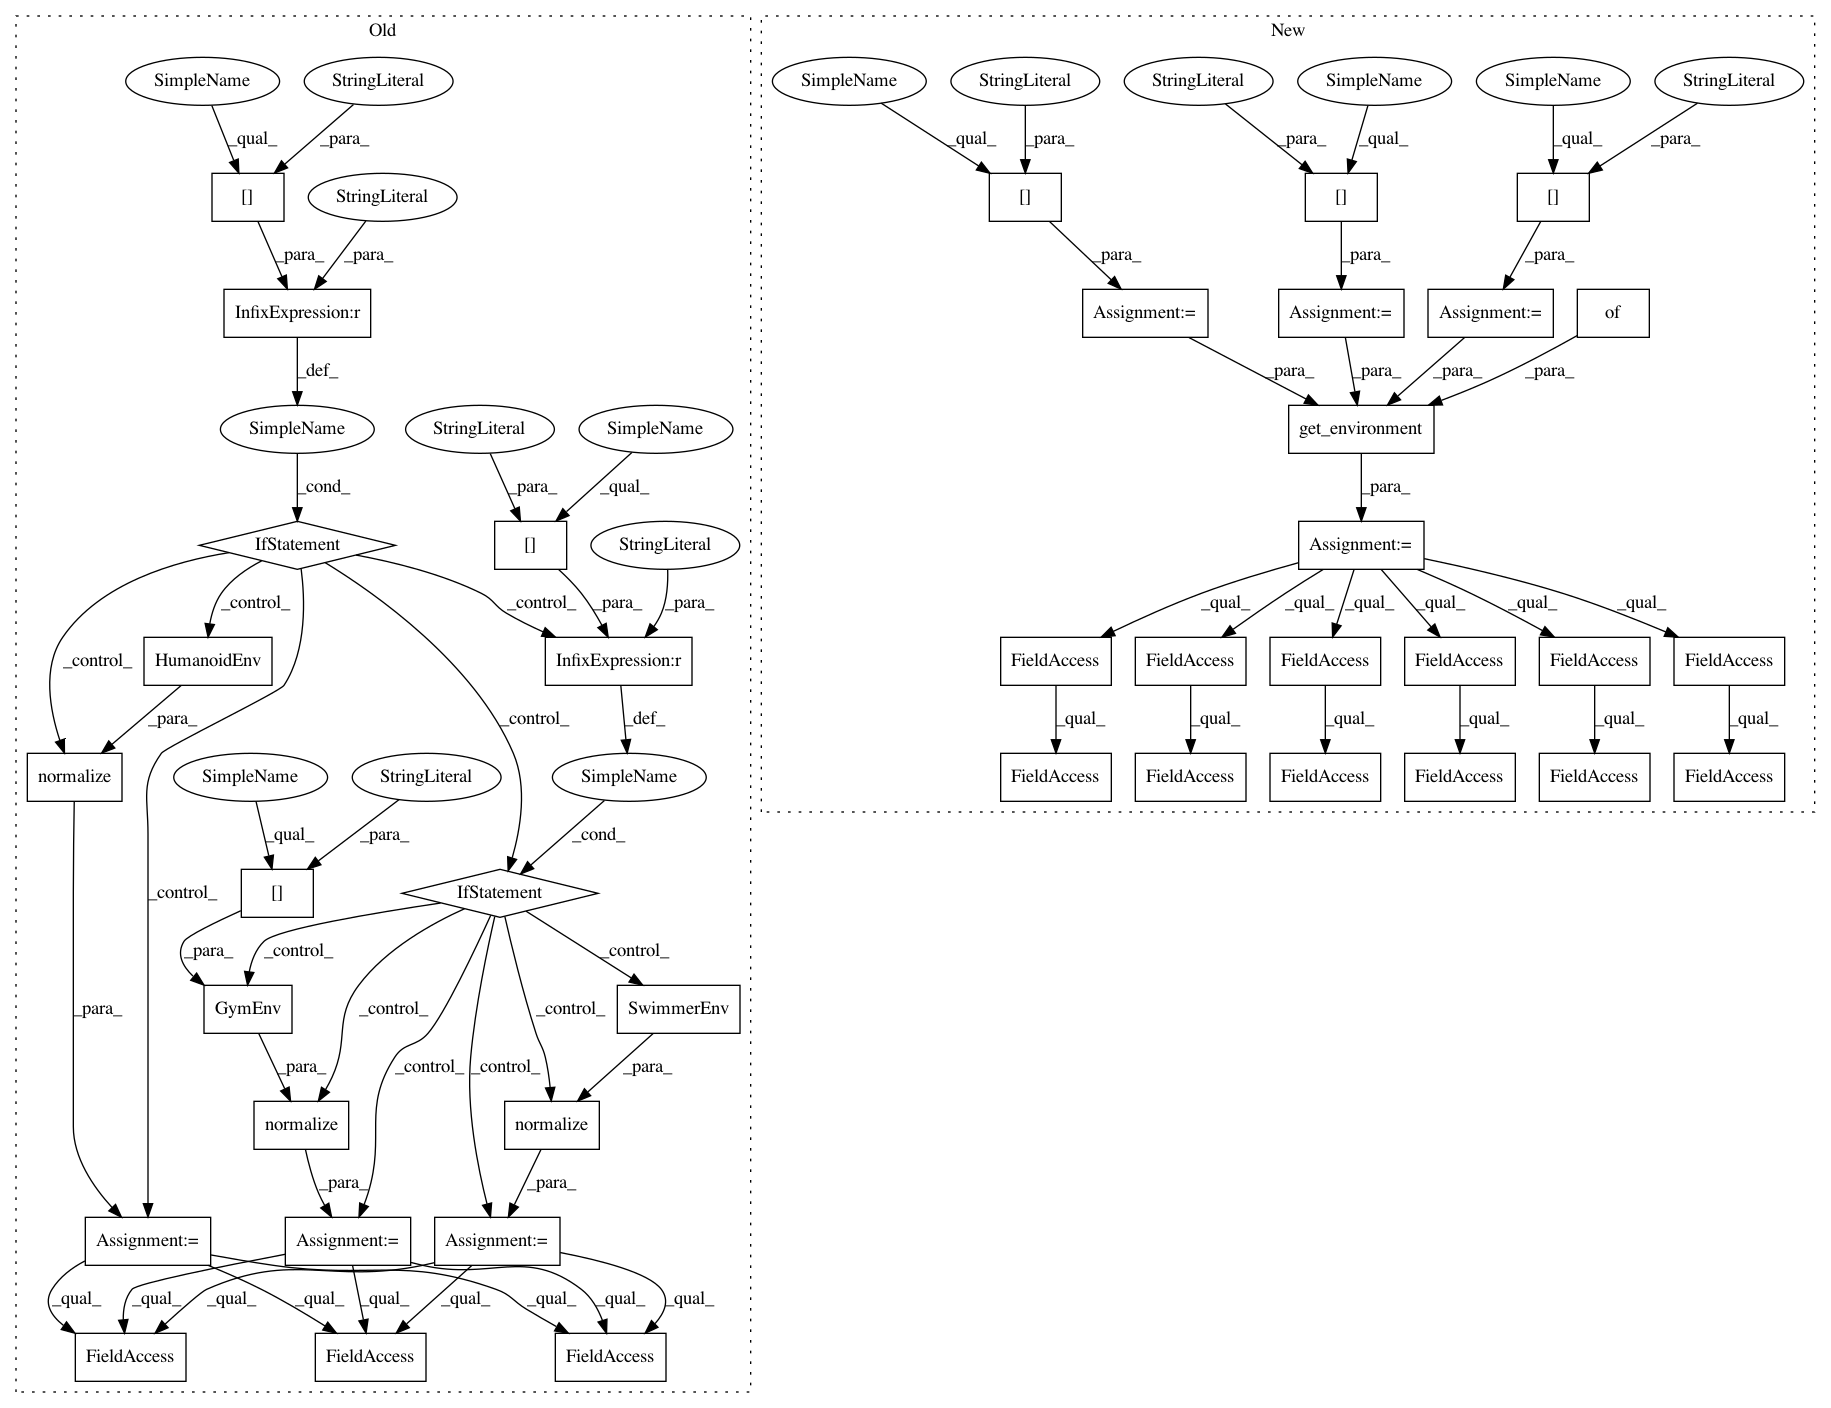 Old
New
SimpleName
StringLiteral
SimpleName
StringLiteral
StringLiteral
SimpleName
SimpleName
StringLiteral
_qual_
_para_
_qual_
_para_
_para_
_qual_
_qual_
_para_
[]
StringLiteral
[]
[]
[]
_para_
_para_
_para_
_para_
_para_
InfixExpression:r
Assignment:=
Assignment:=
Assignment:=
of
_def_
_para_
_para_
_para_
_para_
SimpleName
StringLiteral
SimpleName
get_environment
_cond_
_para_
_qual_
_para_
IfStatement
[]
StringLiteral
Assignment:=
_control_
_control_
_para_
_para_
_qual_
_qual_
_qual_
_qual_
_qual_
_qual_
_control_
HumanoidEnv
InfixExpression:r
FieldAccess
FieldAccess
FieldAccess
FieldAccess
FieldAccess
FieldAccess
_para_
_control_
_def_
_qual_
_qual_
_qual_
_qual_
_qual_
_qual_
normalize
SimpleName
StringLiteral
SimpleName
FieldAccess
FieldAccess
FieldAccess
FieldAccess
FieldAccess
FieldAccess
_qual_
_para_
_cond_
_control_
[]
IfStatement
_para_
_control_
_control_
_para_
GymEnv
_control_
_control_
SwimmerEnv
_para_
_control_
_control_
_para_
normalize
normalize
_para_
_para_
Assignment:=
Assignment:=
Assignment:=
_qual_
_qual_
_qual_
_qual_
_qual_
_qual_
_qual_
_qual_
_qual_
FieldAccess
FieldAccess
FieldAccess